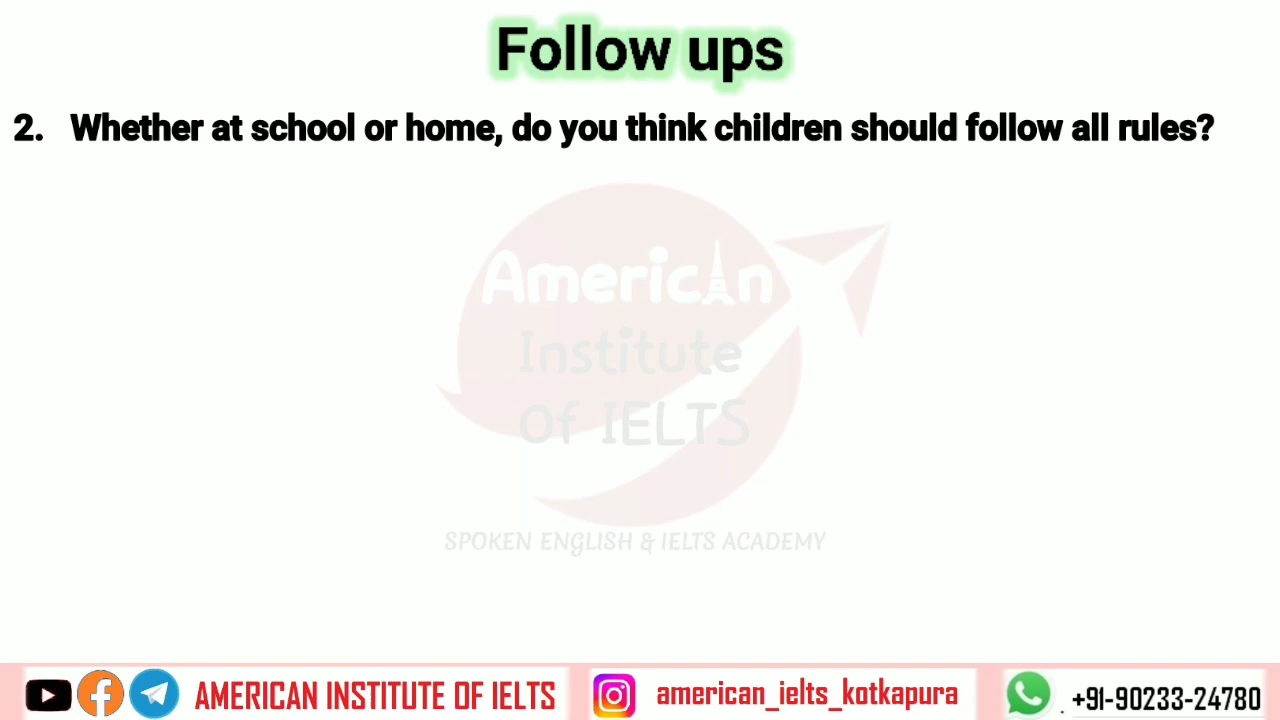 Follow ups
2. Whether at school or home, do you think children should follow all rules?
American
Institute
Of IELTS
SPOKEN ENGLISH & IELTS ACADEMY
AMERICAN INSTITUTE OF IELTS
american_ielts_kotkapura
. +91-90233-24780